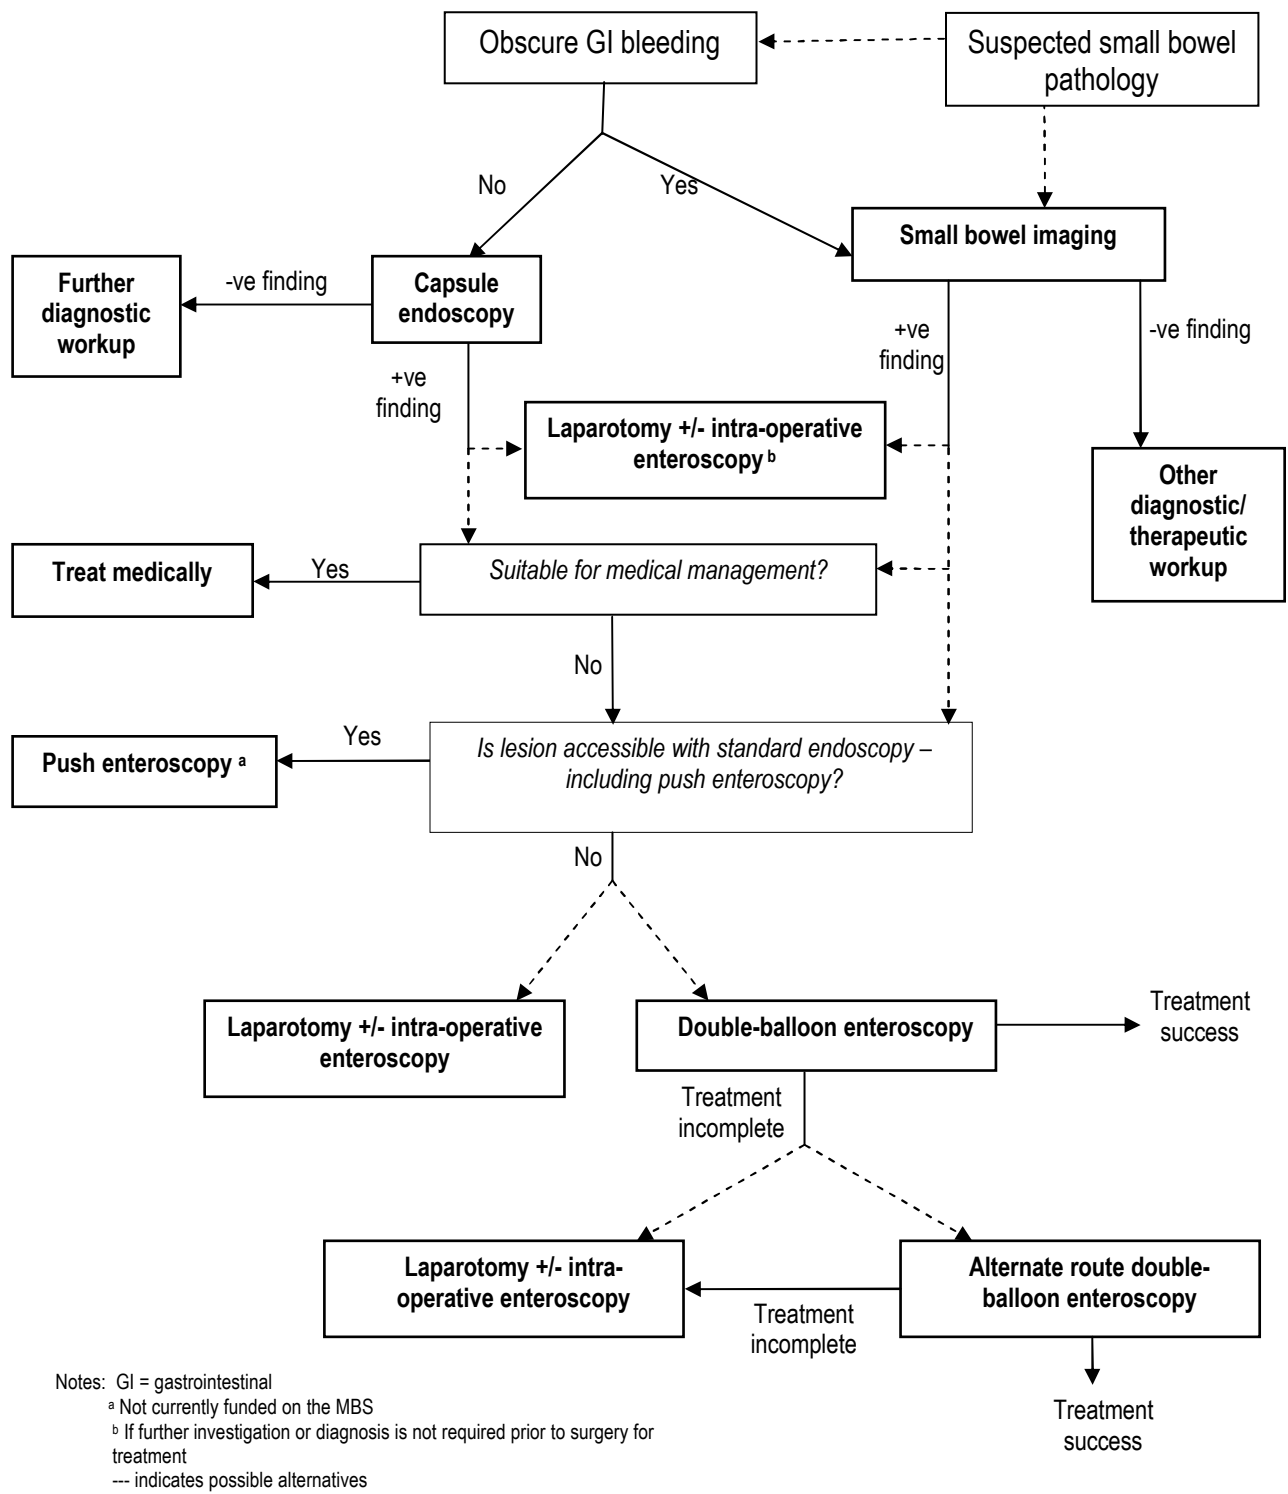 Obscure GI bleeding
Suspected small bowel
pathology
No
Yes
Small bowel imaging
Further
diagnostic
workup
-ve finding
Capsule
endoscopy
+ve
finding
-ve finding
+ve
finding
Laparotomy +/- intra-operative
enteroscopy b
Other
diagnostic/
therapeutic
workup
Treat medically
Yes
Suitable for medical management?
No
Push enteroscopy a
Yes
Is lesion accessible with standard endoscopy –
including push enteroscopy?
No
Laparotomy +/- intra-operative
enteroscopy
Double-balloon enteroscopy
Treatment
success
Treatment
incomplete
Laparotomy +/- intra-
operative enteroscopy
Treatment
incomplete
Alternate route double-
balloon enteroscopy
Treatment
success
Notes: GI = gastrointestinal
a Not currently funded on the MBS
b If further investigation or diagnosis is not required prior to surgery for
treatment
--- indicates possible alternatives